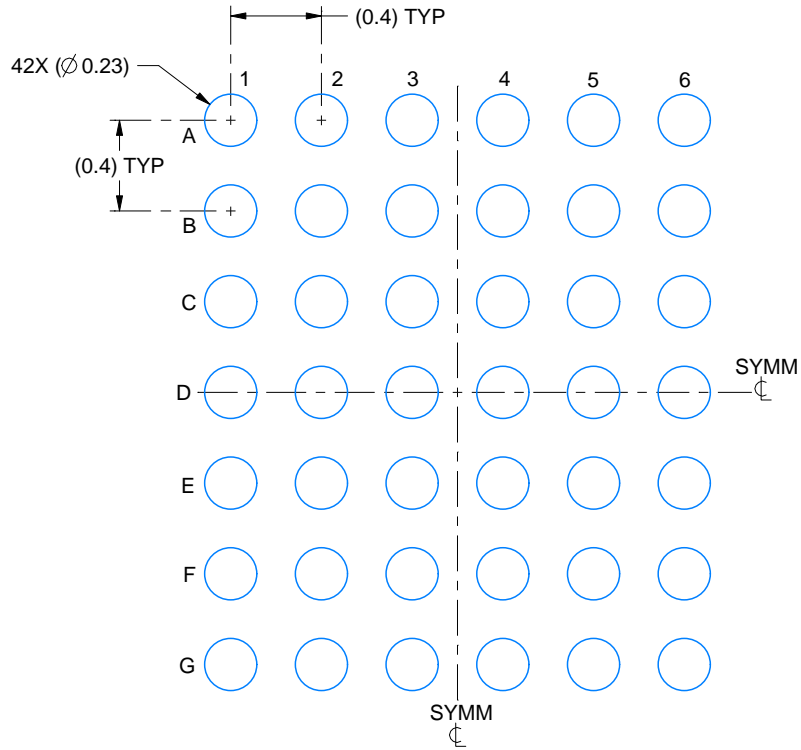 (0.4) TYP
42X (∅ 0.23)
1 2 3 4 5 6
A
(0.4) TYP
B
C
D
SYMM
℄
E
F
G
SYMM
℄